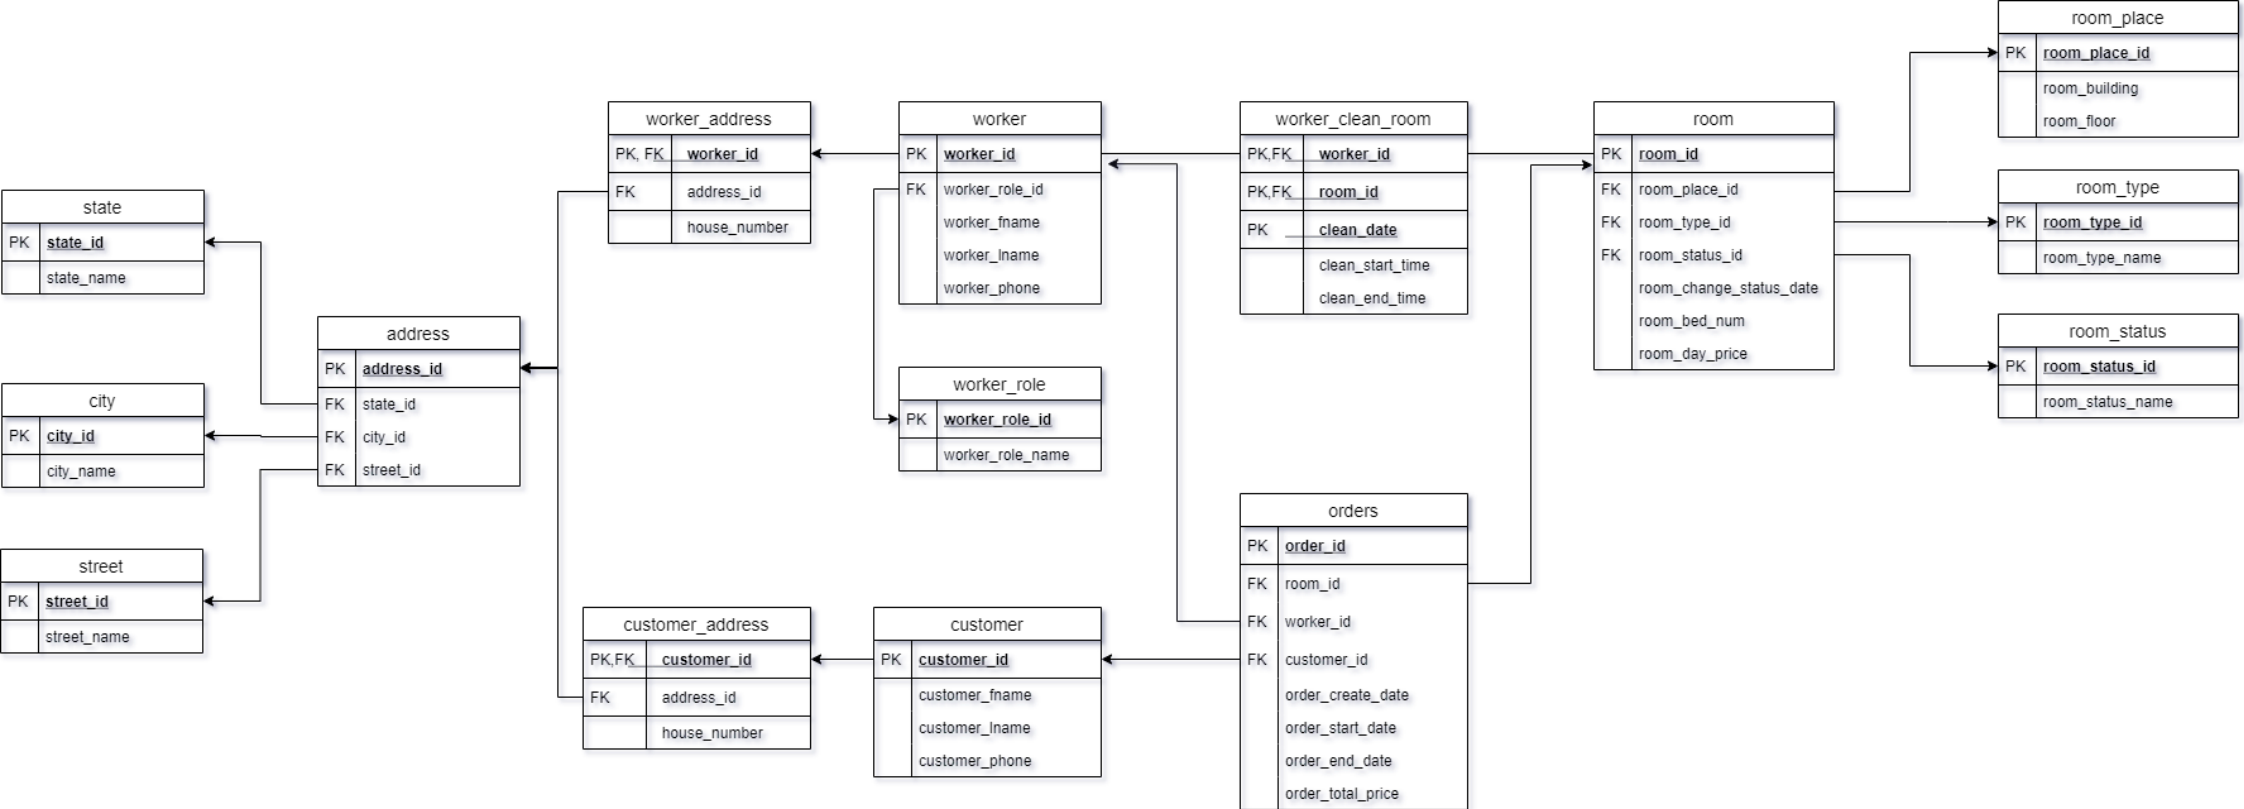 state
PK state_id
state_name
city
PK city_id
city_name
street
PK street_id
street_name
address
PK address_id
FK state_id
FK city_id
FK street_id
worker_address
PK, FK worker_id
FK address_id
house_number
customer_address
PK,FK customer_id
FK address_id
house_number
worker
PK worker_id
FK worker_role_id
worker_fname
worker_lname
worker_phone
worker_role
PK worker_role_id
worker_role_name
customer
PK customer_id
customer_fname
customer_lname
customer_phone
worker_clean_room
PK,FK worker_id
PK,FK room_id
PK clean_date
clean_start_time
clean_end_time
orders
PK order_id
FK room_id
FK worker_id
FK customer_id
order_create_date
order_start_date
order_end_date
order_total_price
room
PK room_id
FK room_place_id
FK room_type_id
FK room_status_id
room_change_status_date
room_bed_num
room_day_price
room_place
PK room_place_id
room_building
room_floor
room_type
PK room_type_id
room_type_name
room_status
PK room_status_id
room_status_name